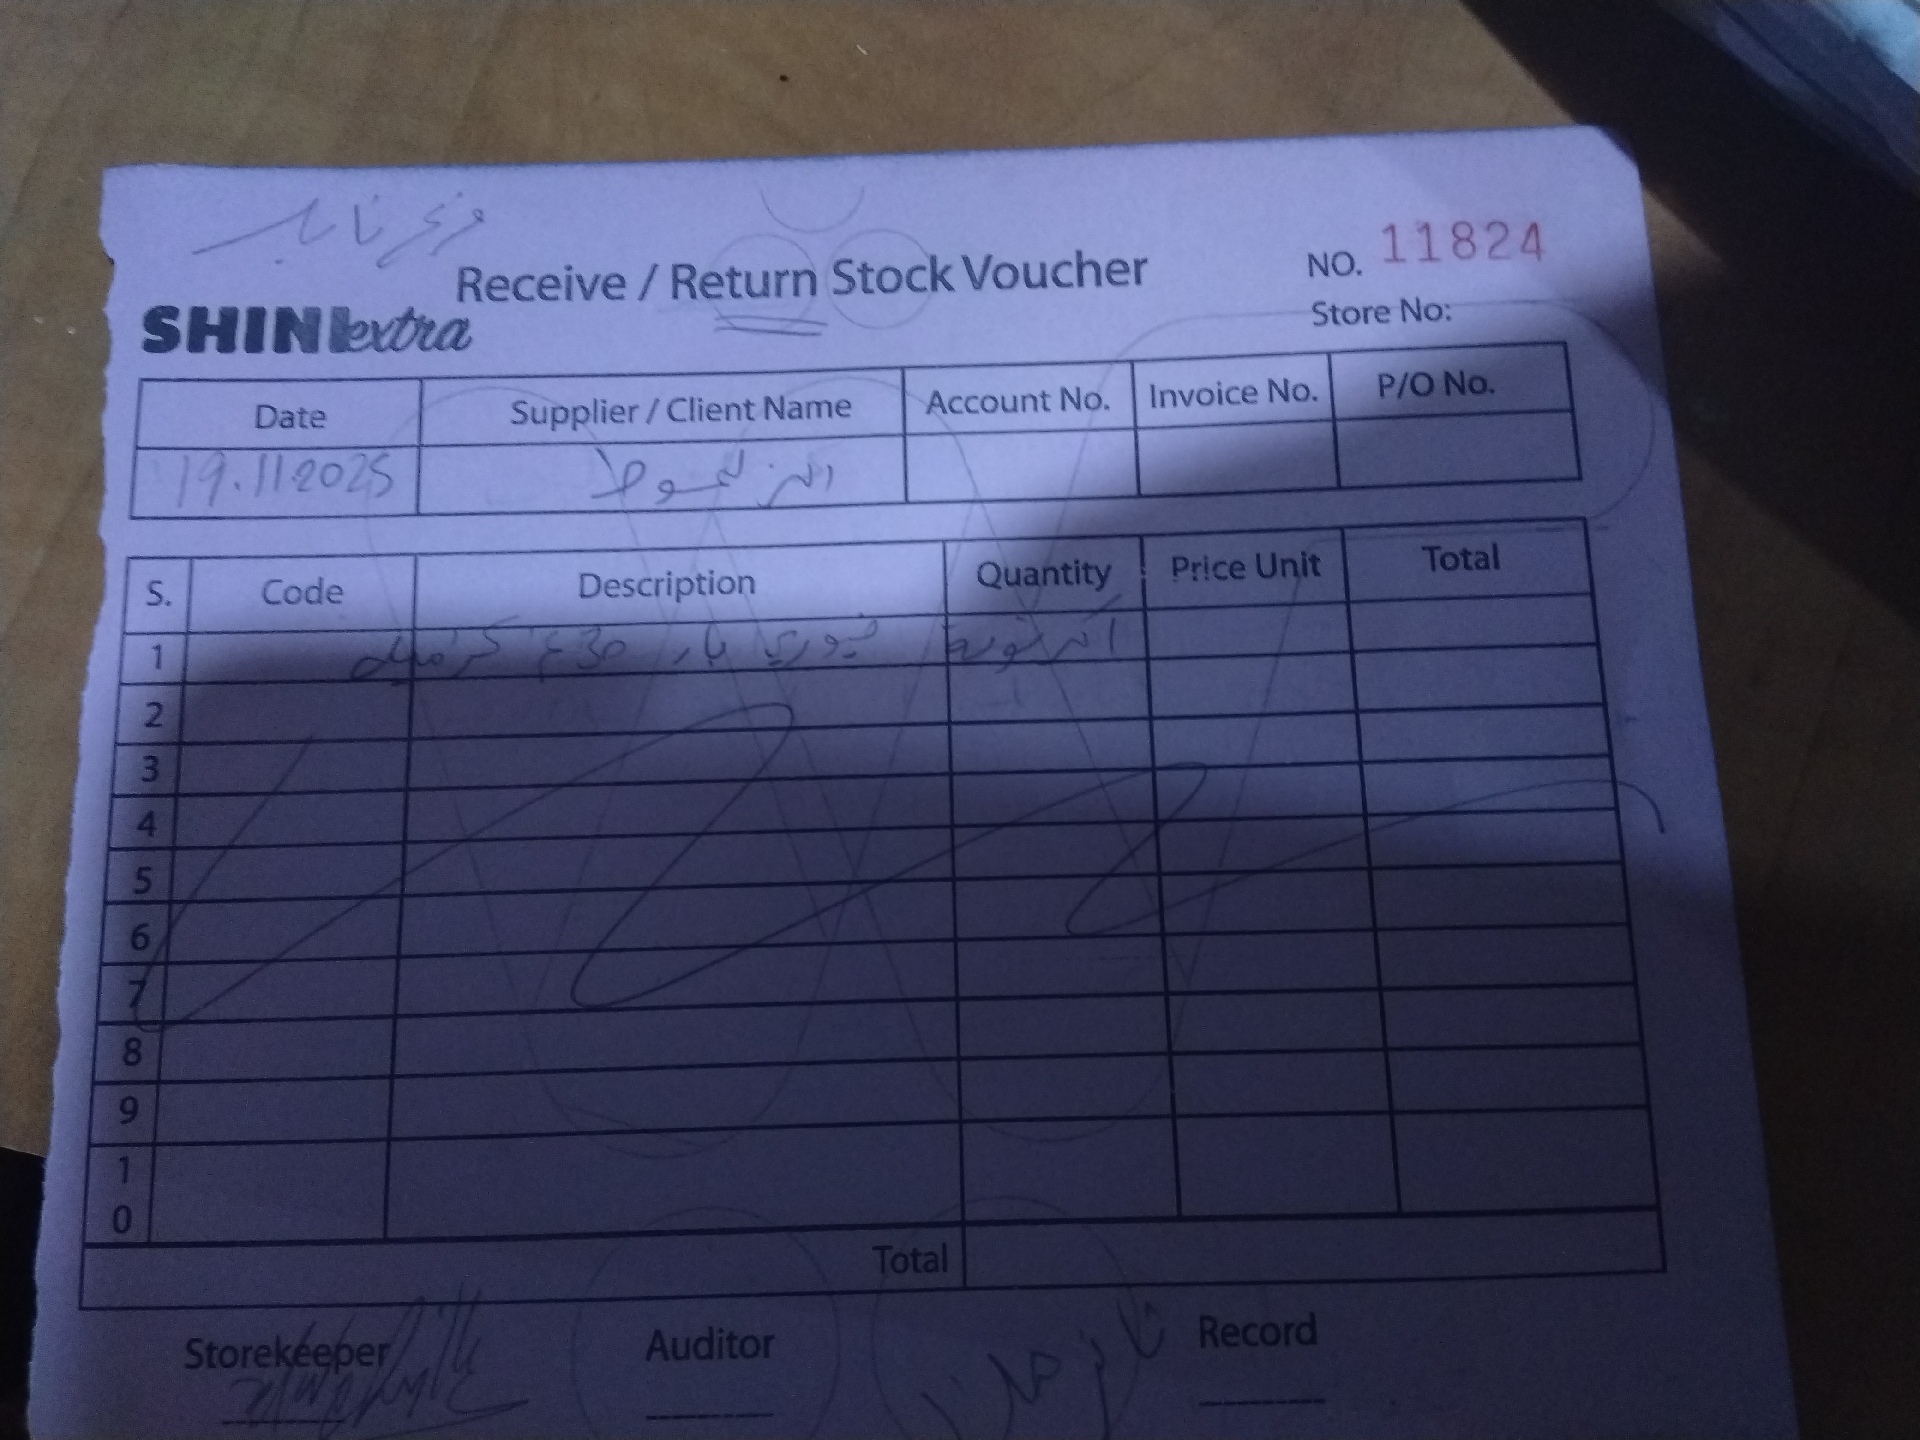 Receive / Return Stock Voucher
NO. 11824
SHINE extra
Store No:
Date Supplier / Client Name Account No. Invoice No. P/O No.
19.11.2025
S. Code Description Quantity Price Unit Total
1
2
3
4
5
6
7
8
9
10
Total
Storekeeper Auditor Record